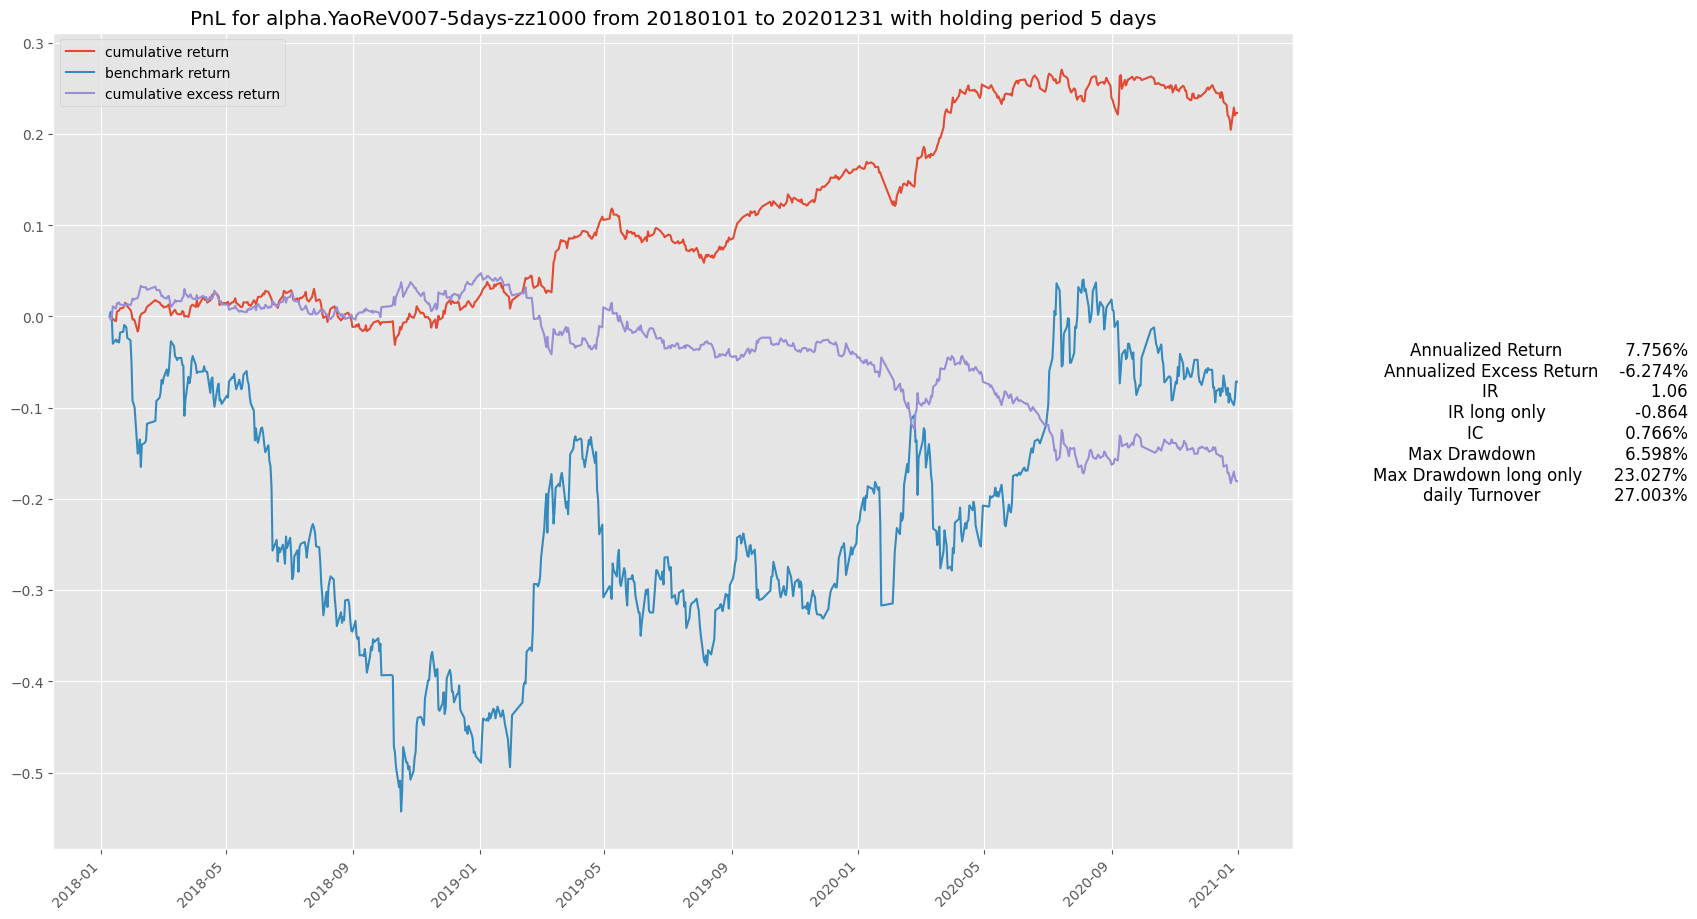 PnL for alpha.YaoReV007-5days-zz1000 from 20180101 to 20201231 with holding period 5 days
cumulative return
benchmark return
cumulative excess return
0.3
0.2
0.1
0.0
−0.1
−0.2
−0.3
−0.4
−0.5
2018-01
2018-05
2018-09
2019-01
2019-05
2019-09
2020-01
2020-05
2020-09
2021-01
Annualized Return 7.756%
Annualized Excess Return -6.274%
IR 1.06
IR long only -0.864
IC 0.766%
Max Drawdown 6.598%
Max Drawdown long only 23.027%
daily Turnover 27.003%